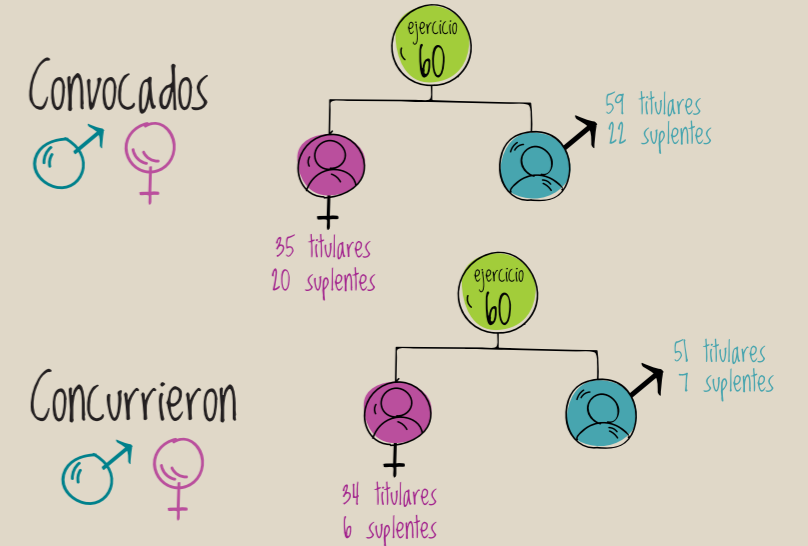 Convocados
ejercicio
60
59 titulares
22 suplentes
35 titulares
20 suplentes
Concurrieron
ejercicio
60
51 titulares
7 suplentes
34 titulares
6 suplentes